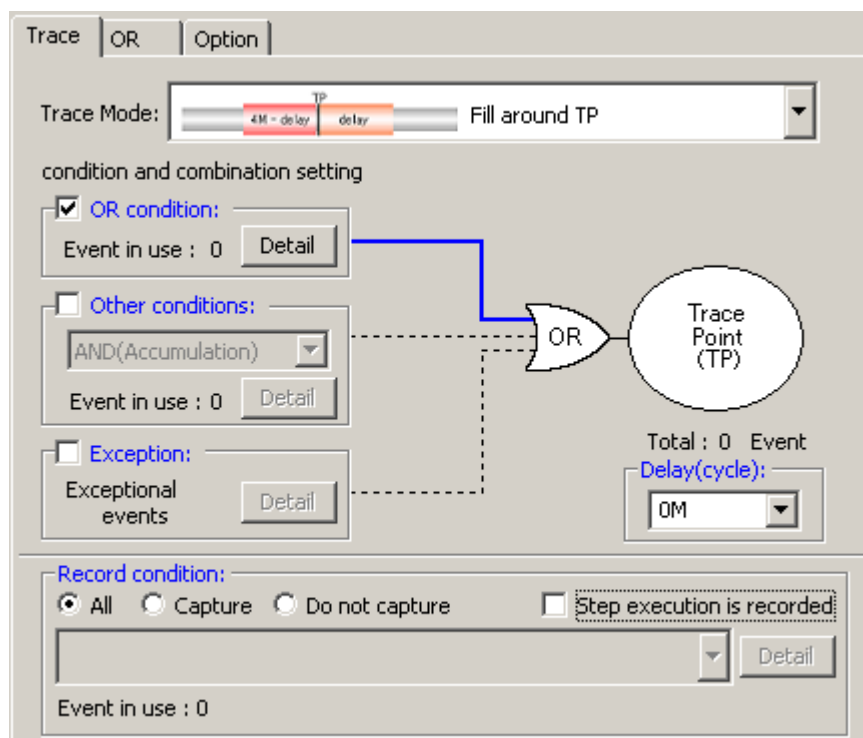 Trace OR Option
Trace Mode: 4M - delay TP delay Fill around TP
condition and combination setting
OR condition:
Event in use : 0 Detail
Other conditions:
AND(Accumulation)
Event in use : 0 Detail
Exception:
Exceptional
events
Detail
OR
Trace
Point
(TP)
Total : 0 Event
Delay(cycle):
0M
Record condition:
All Capture Do not capture Step execution is recorded
Detail
Event in use : 0